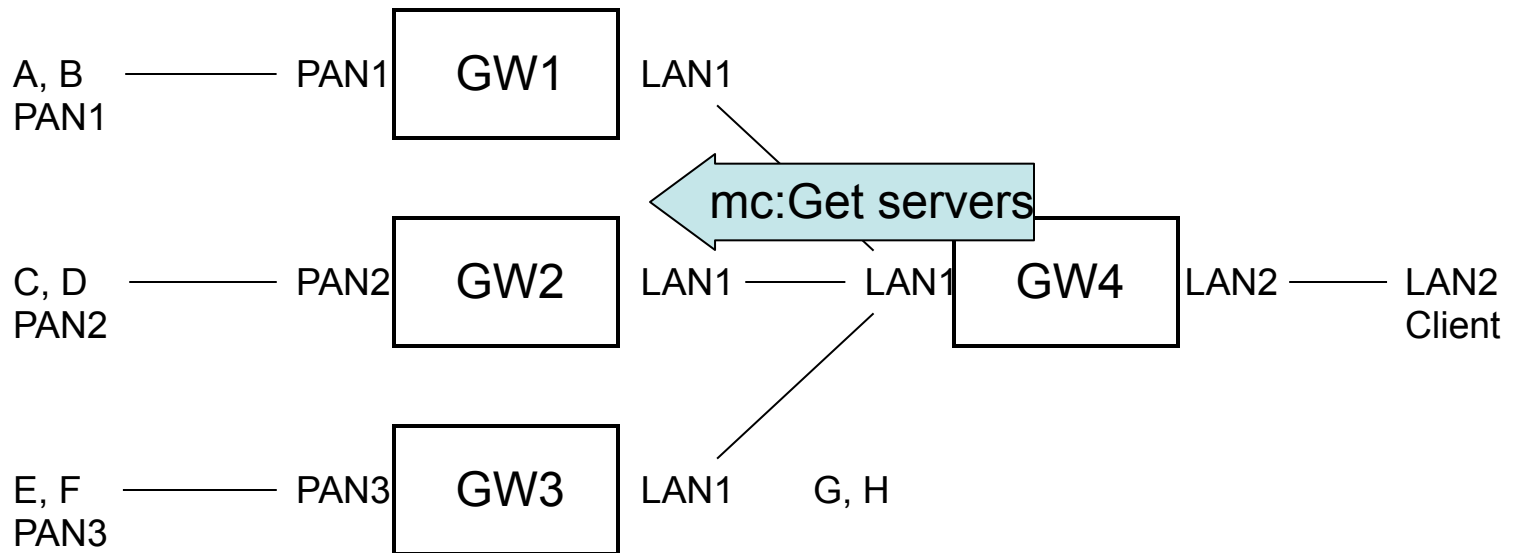 A, B
PAN1
PAN1
GW1
LAN1
mc:Get servers
C, D
PAN2
PAN2
GW2
LAN1
LAN1
GW4
LAN2
LAN2
Client
E, F
PAN3
PAN3
GW3
LAN1
G, H